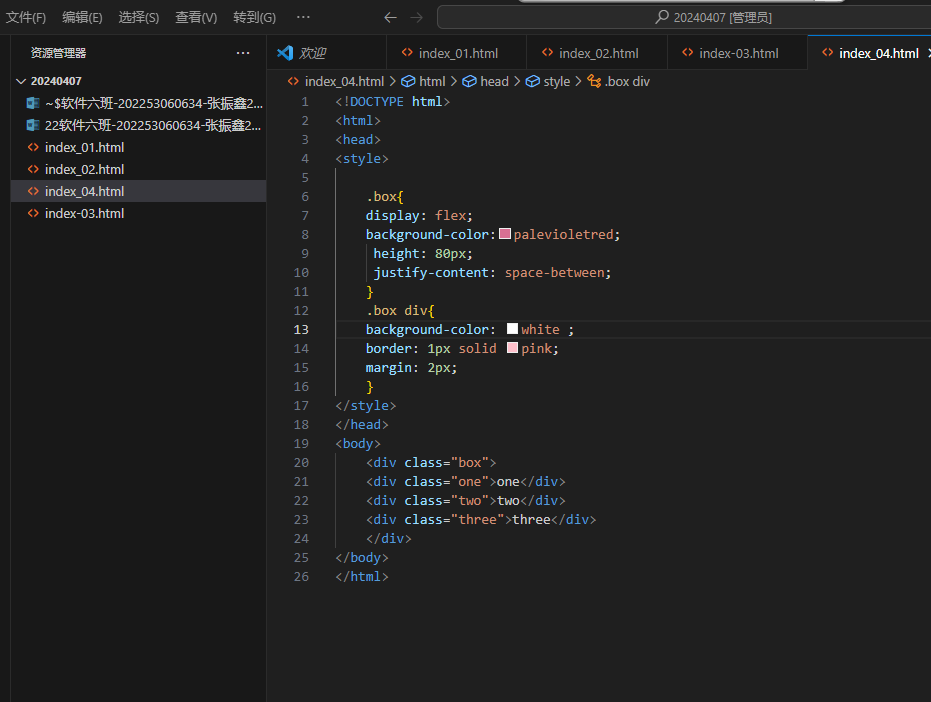 文件(F) 编辑(E) 选择(S) 查看(V) 转到(G) ··· ← → 20240407 [管理员]
资源管理器 ···
欢迎 index_01.html index_02.html index-03.html index_04.html
20240407
~$软件六班-202253060634-张振鑫2...
22软件六班-202253060634-张振鑫2...
index_01.html
index_02.html
index_04.html
index-03.html
index_04.html > html > head > style > .box div
1 <!DOCTYPE html>
2 <html>
3 <head>
4 <style>
5
6 .box{
7 display: flex;
8 background-color: palevioletred;
9 height: 80px;
10 justify-content: space-between;
11 }
12 .box div{
13 background-color: white ;
14 border: 1px solid pink;
15 margin: 2px;
16 }
17 </style>
18 </head>
19 <body>
20 <div class="box">
21 <div class="one">one</div>
22 <div class="two">two</div>
23 <div class="three">three</div>
24 </div>
25 </body>
26 </html>